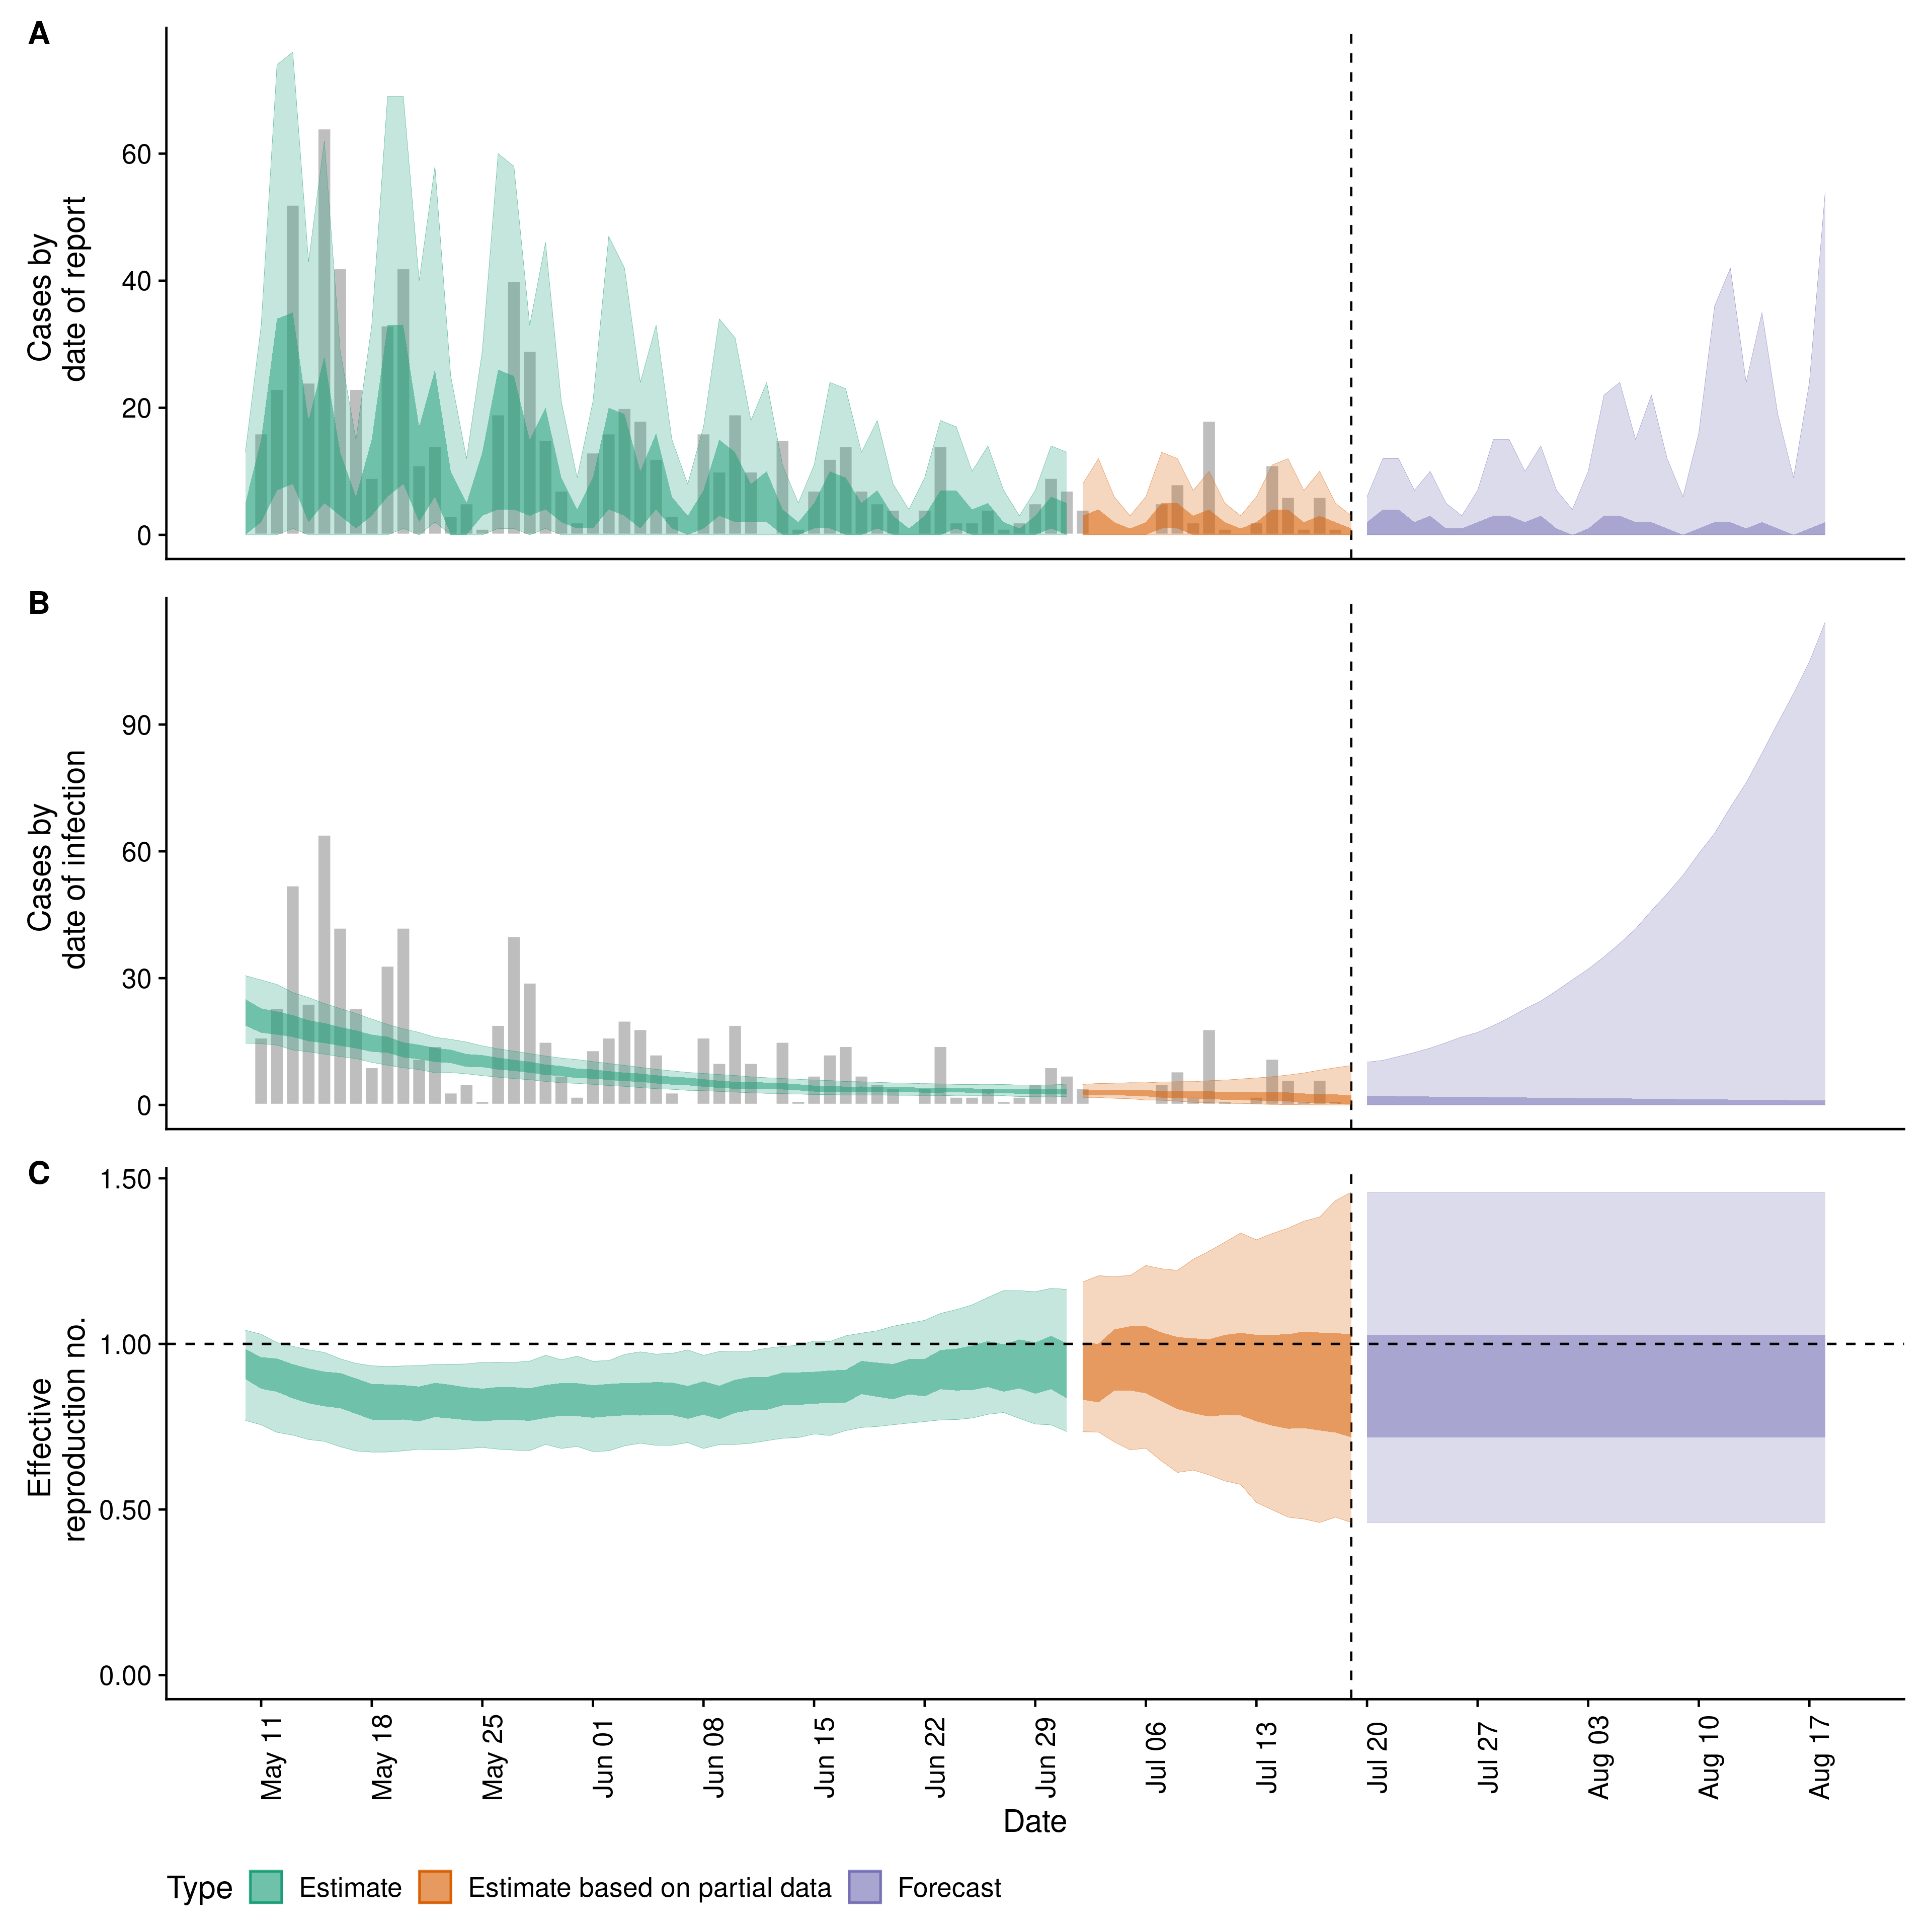 A
Cases by
date of report
60
40
20
0
B
Cases by
date of infection
90
60
30
0
C
Effective
reproduction no.
1.50
1.00
0.50
0.00
May 11
May 18
May 25
Jun 01
Jun 08
Jun 15
Jun 22
Jun 29
Jul 06
Jul 13
Jul 20
Jul 27
Aug 03
Aug 10
Aug 17
Date
Type Estimate Estimate based on partial data Forecast